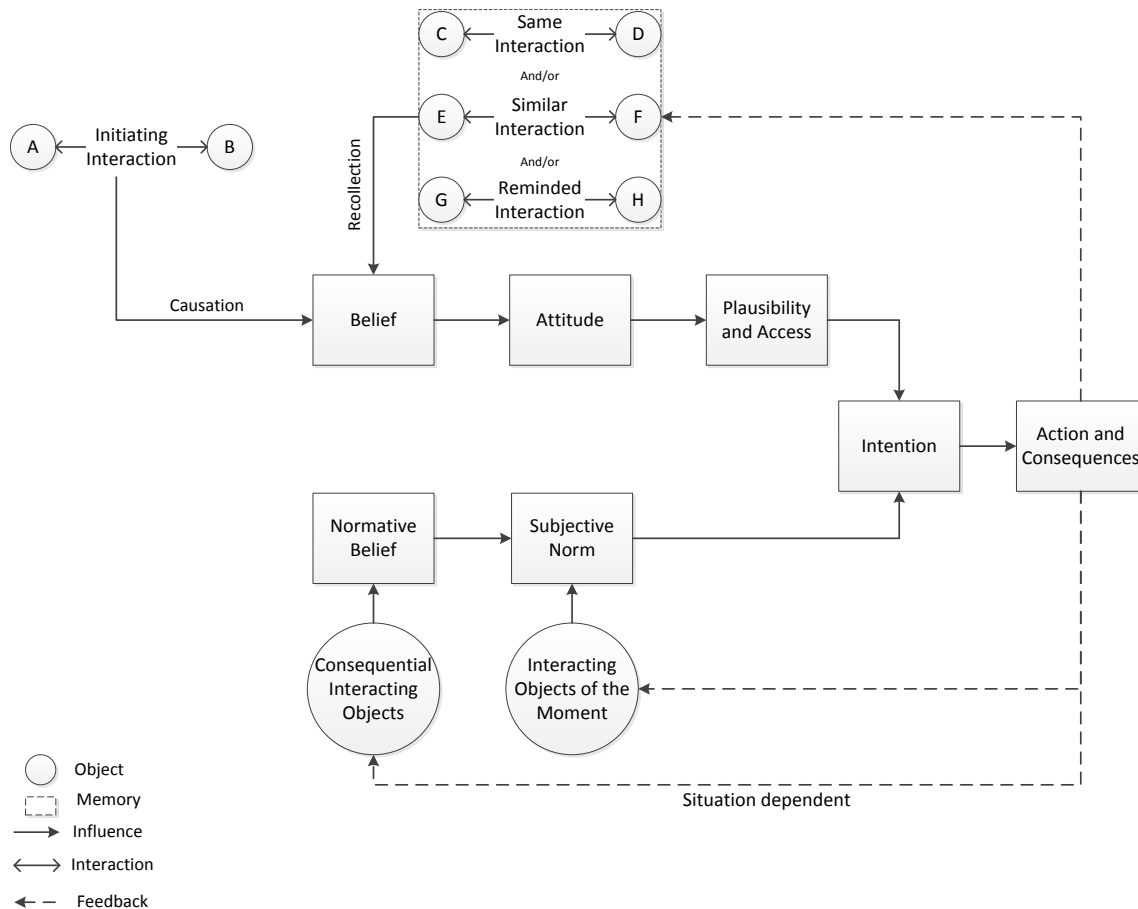 C
Same
Interaction
D
And/or
E
Similar
Interaction
F
And/or
G
Reminded
Interaction
H
A
Initiating
Interaction
B
Recollection
Causation
Belief
Attitude
Plausibility
and Access
Intention
Action and
Consequences
Normative
Belief
Subjective
Norm
Consequential
Interacting
Objects
Interacting
Objects of the
Moment
Situation dependent
Object
Memory
Influence
Interaction
Feedback